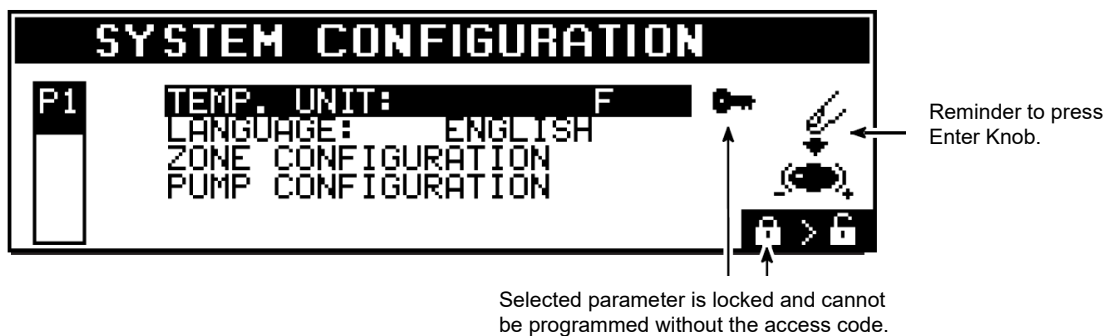 SYSTEM CONFIGURATION
P1
TEMP. UNIT: F
LANGUAGE: ENGLISH
ZONE CONFIGURATION
PUMP CONFIGURATION
- +
>
Reminder to press
Enter Knob.
Selected parameter is locked and cannot
be programmed without the access code.